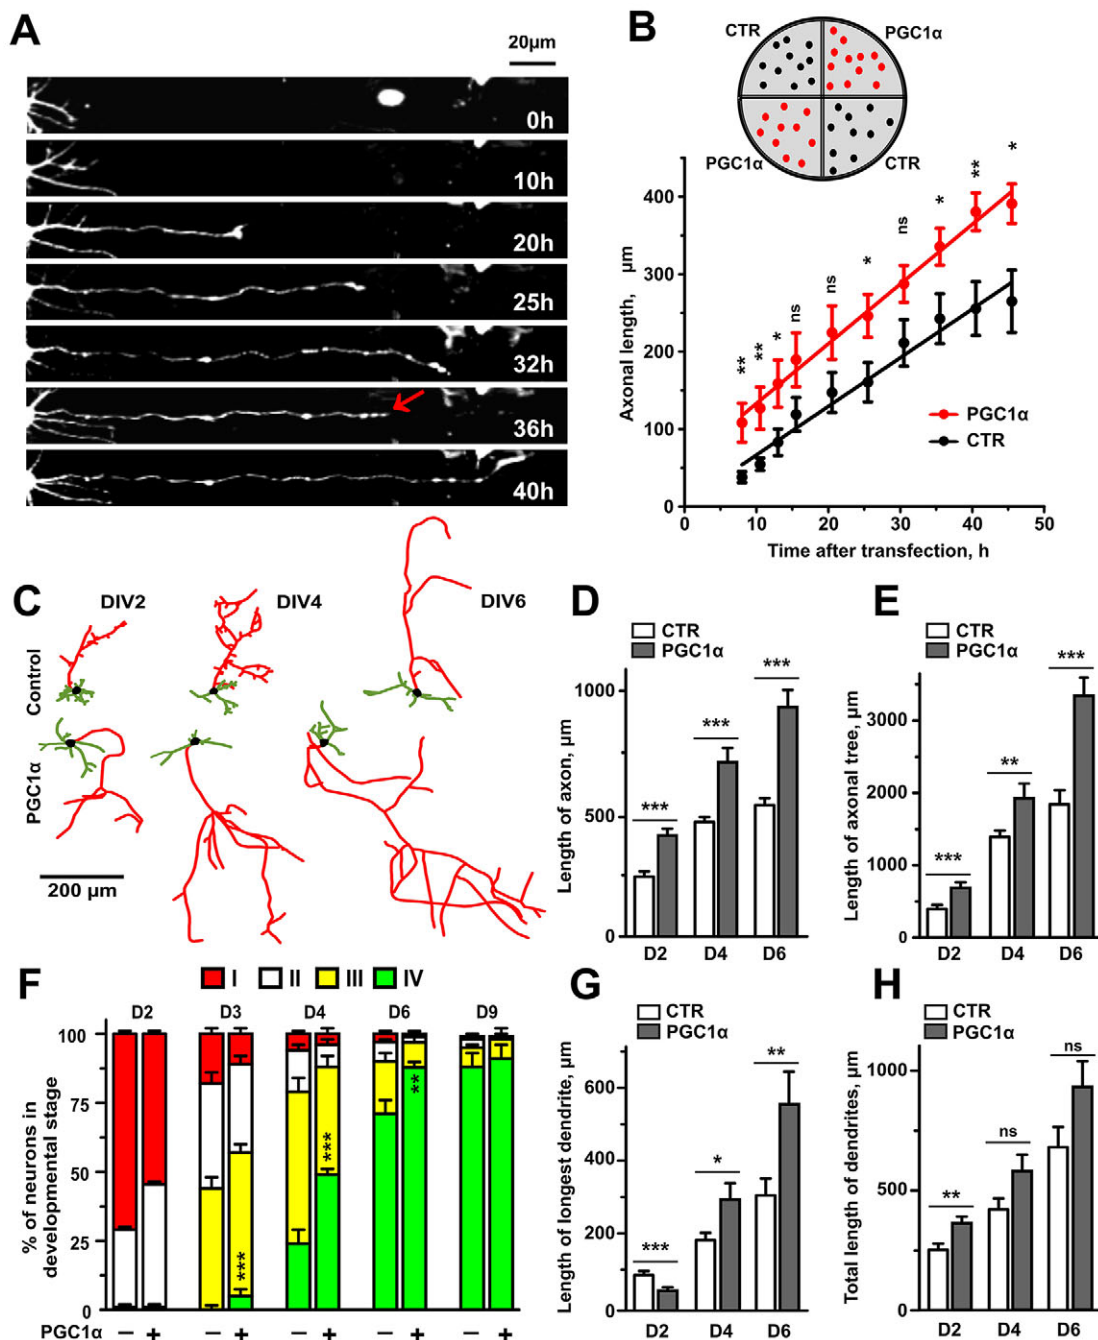 A
20µm
0h
10h
20h
25h
32h
36h
40h
B
CTR
PGC1α
PGC1α
CTR
** ** * ns ns * ns * ** *
Axonal length, µm
400
300
200
100
0
PGC1α
CTR
0 10 20 30 40 50
Time after transfection, h
C
DIV2 DIV4 DIV6
Control
PGC1α
200 µm
D
CTR
PGC1α
Length of axon, µm
1000
500
0
*** *** ***
D2 D4 D6
E
CTR
PGC1α
Length of axonal tree, µm
3000
2000
1000
0
*** ** ***
D2 D4 D6
F
I II III IV
D2 D3 D4 D6 D9
% of neurons in
developmental stage
100
50
25
0
*** *** **
PGC1α – + – + – + – + – +
G
CTR
PGC1α
Length of longest dendrite, µm
600
400
200
0
*** * **
D2 D4 D6
H
CTR
PGC1α
Total length of dendrites, µm
1000
500
0
** ns ns
D2 D4 D6